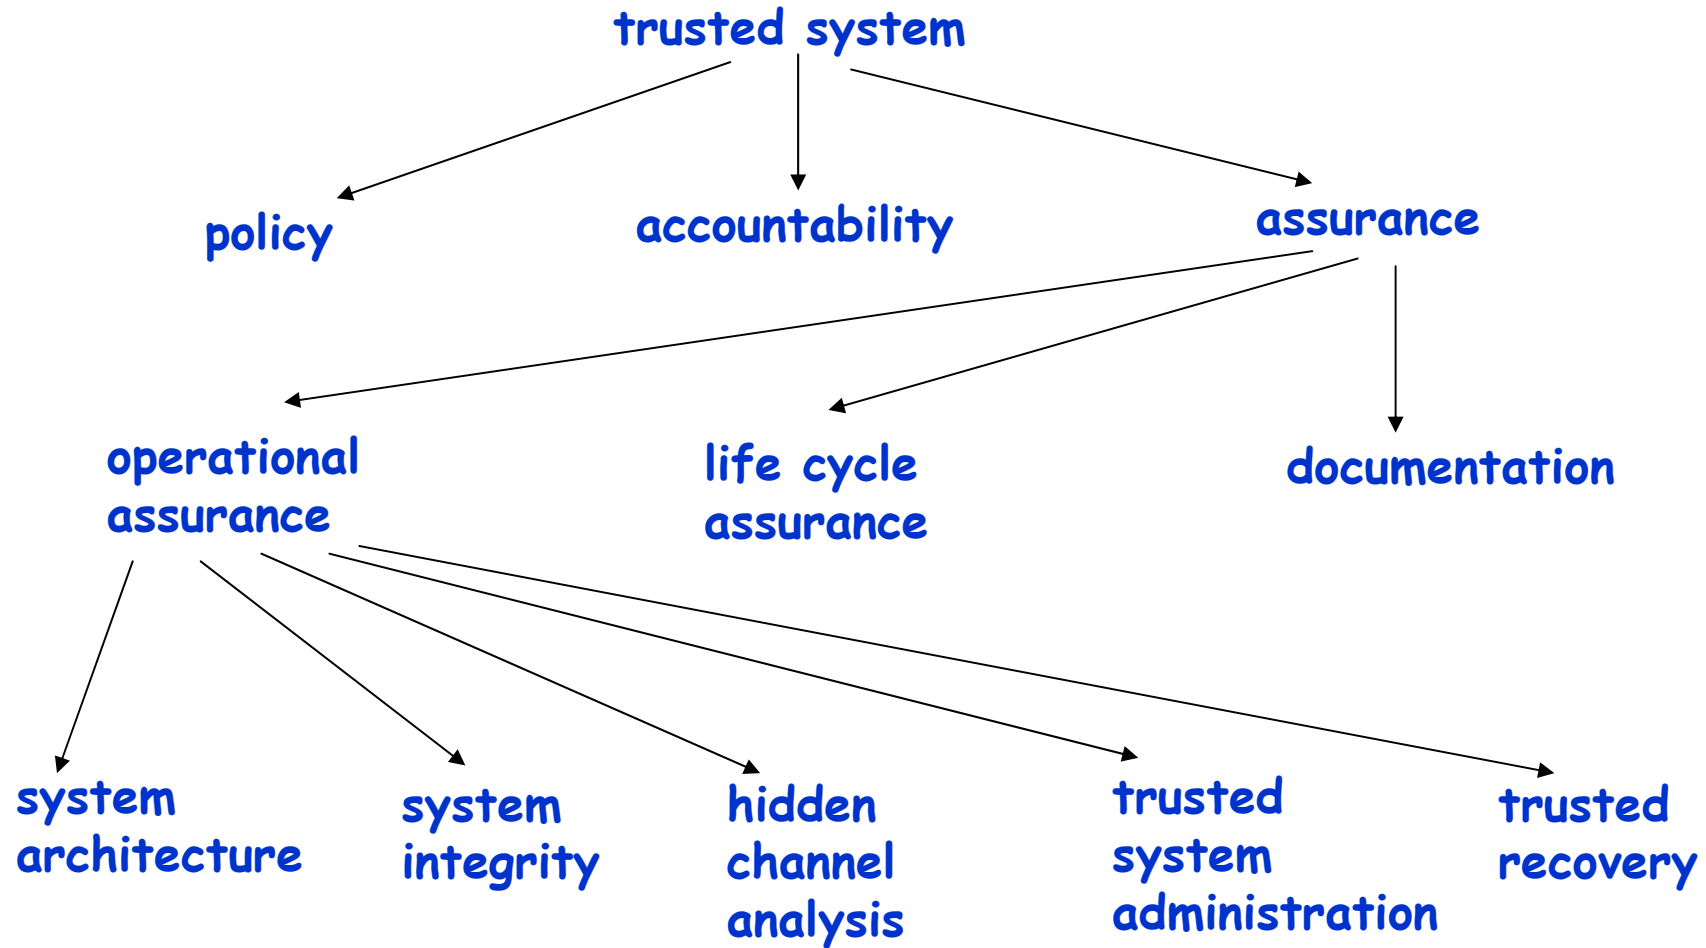 trusted system
policy
accountability
assurance
operational
assurance
life cycle
assurance
documentation
system
architecture
system
integrity
hidden
channel
analysis
trusted
system
administration
trusted
recovery